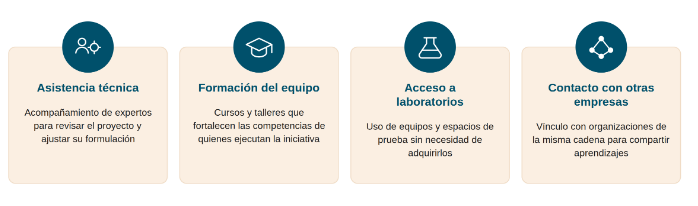 Asistencia técnica
Acompañamiento de expertos
para revisar el proyecto y
ajustar su formulación
Formación del equipo
Cursos y talleres que
fortalecen las competencias de
quienes ejecutan la iniciativa
Acceso a
laboratorios
Uso de equipos y espacios de
prueba sin necesidad de
adquirirlos
Contacto con otras
empresas
Vínculo con organizaciones de
la misma cadena para compartir
aprendizajes